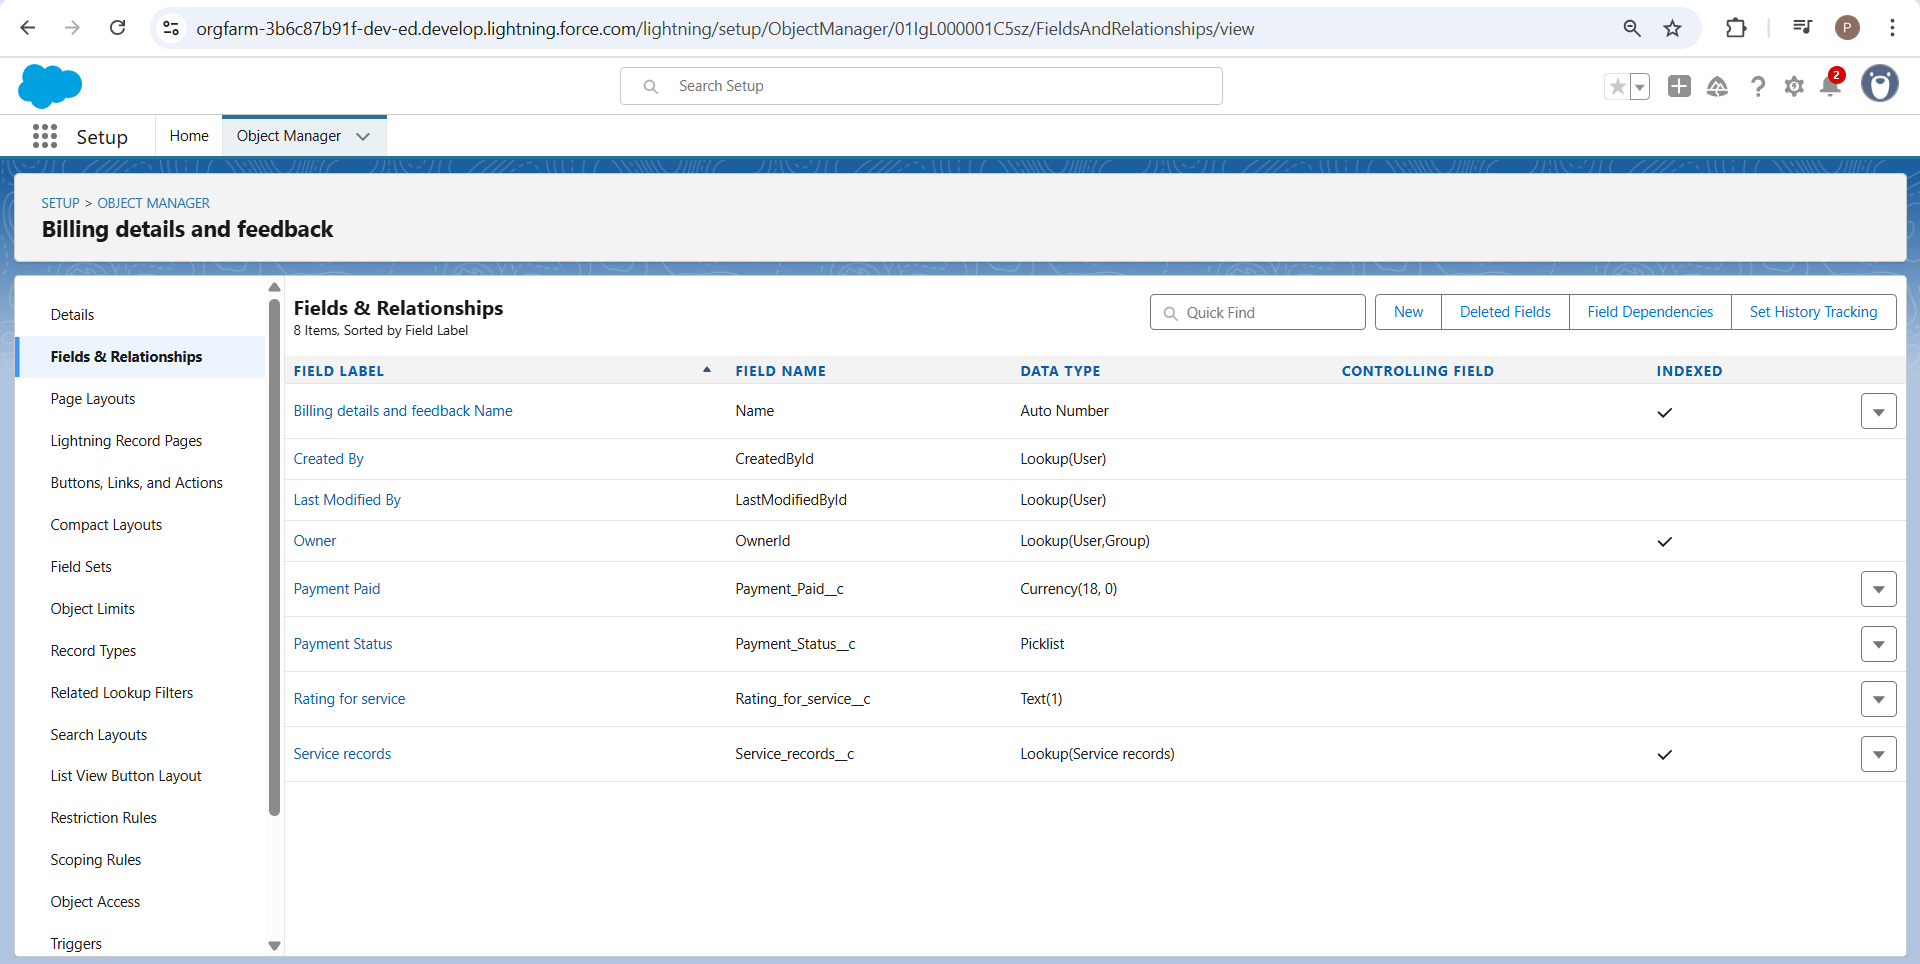 orgfarm-3b6c87b91f-dev-ed.develop.lightning.force.com/lightning/setup/ObjectManager/01IgL000001C5sz/FieldsAndRelationships/view
P
Search Setup
2
Setup
Home
Object Manager
SETUP > OBJECT MANAGER
Billing details and feedback
Details
Fields & Relationships
Page Layouts
Lightning Record Pages
Buttons, Links, and Actions
Compact Layouts
Field Sets
Object Limits
Record Types
Related Lookup Filters
Search Layouts
List View Button Layout
Restriction Rules
Scoping Rules
Object Access
Triggers
Fields & Relationships
8 Items, Sorted by Field Label
Quick Find
New
Deleted Fields
Field Dependencies
Set History Tracking
FIELD LABEL FIELD NAME DATA TYPE CONTROLLING FIELD INDEXED
Billing details and feedback Name Name Auto Number
Created By CreatedById Lookup(User)
Last Modified By LastModifiedById Lookup(User)
Owner OwnerId Lookup(User,Group)
Payment Paid Payment_Paid__c Currency(18, 0)
Payment Status Payment_Status__c Picklist
Rating for service Rating_for_service__c Text(1)
Service records Service_records__c Lookup(Service records)